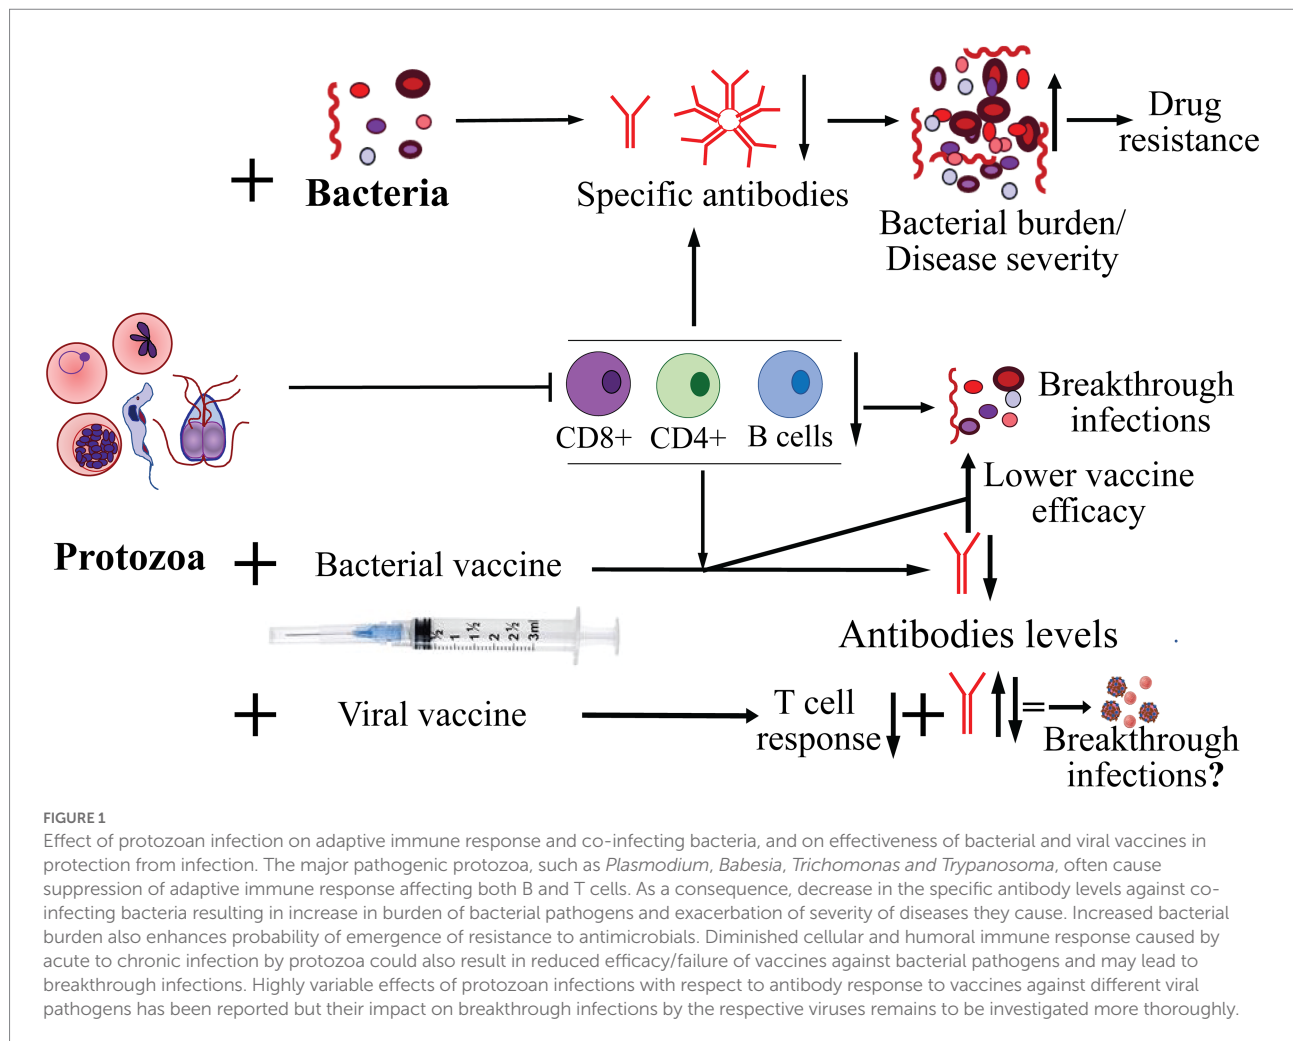 Bacteria
Specific antibodies
Drug
resistance
Bacterial burden/
Disease severity
CD8+
CD4+
B cells
Breakthrough
infections
Lower vaccine
efficacy
Protozoa
Bacterial vaccine
½ 1 1½ 2 2½ 3ml
Antibodies levels
Viral vaccine
T cell
response
=
Breakthrough
infections?
FIGURE 1
Effect of protozoan infection on adaptive immune response and co-infecting bacteria, and on effectiveness of bacterial and viral vaccines in
protection from infection. The major pathogenic protozoa, such as Plasmodium, Babesia, Trichomonas and Trypanosoma, often cause
suppression of adaptive immune response affecting both B and T cells. As a consequence, decrease in the specific antibody levels against co-
infecting bacteria resulting in increase in burden of bacterial pathogens and exacerbation of severity of diseases they cause. Increased bacterial
burden also enhances probability of emergence of resistance to antimicrobials. Diminished cellular and humoral immune response caused by
acute to chronic infection by protozoa could also result in reduced efficacy/failure of vaccines against bacterial pathogens and may lead to
breakthrough infections. Highly variable effects of protozoan infections with respect to antibody response to vaccines against different viral
pathogens has been reported but their impact on breakthrough infections by the respective viruses remains to be investigated more thoroughly.